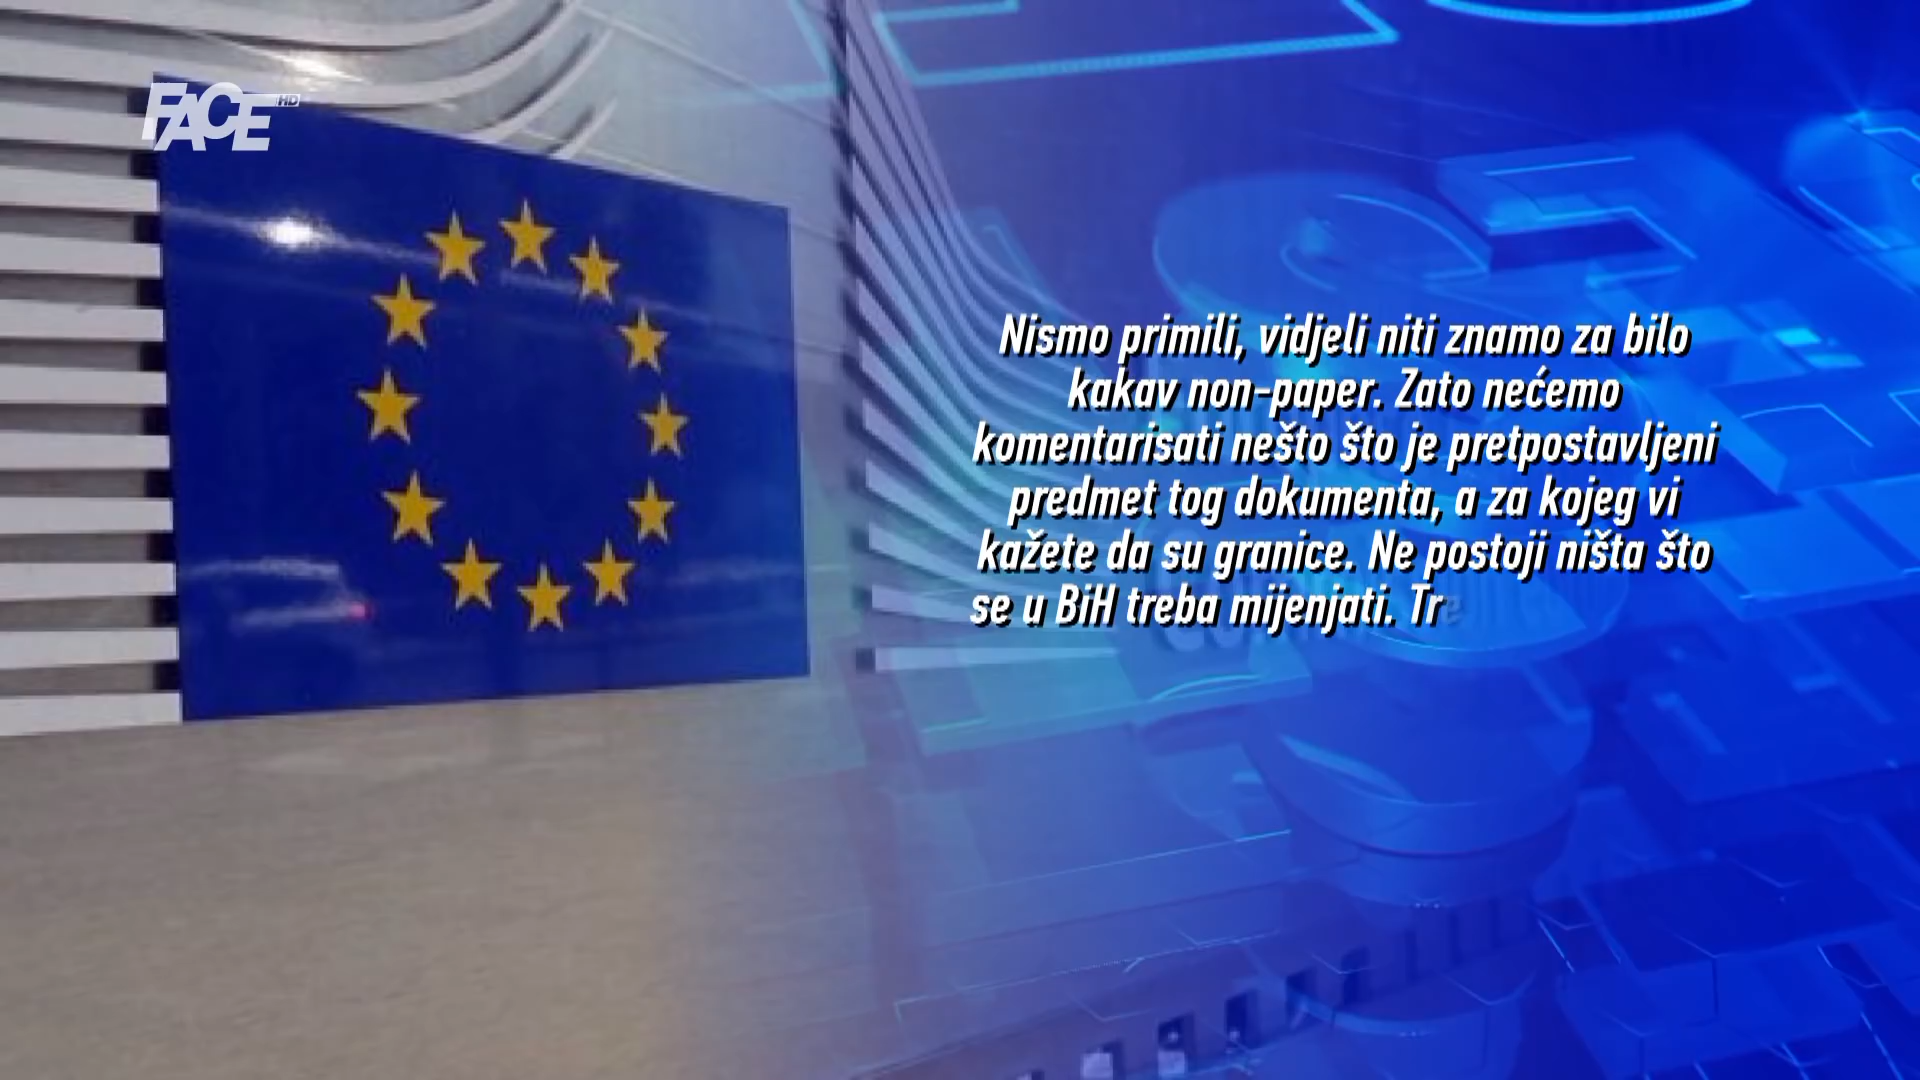 FACE HD
Nismo primili, vidjeli niti znamo za bilo
kakav non-paper. Zato nećemo
komentarisati nešto što je pretpostavljeni
predmet tog dokumenta, a za kojeg vi
kažete da su granice. Ne postoji ništa što
se u BiH treba mijenjati. Tre